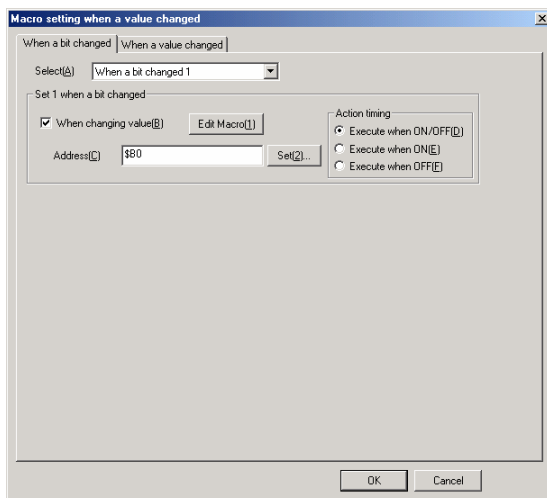 Macro setting when a value changed
When a bit changed When a value changed
Select(A) When a bit changed 1
Set 1 when a bit changed
When changing value(B) Edit Macro(1)
Address(C) $B0 Set(2)...
Action timing
Execute when ON/OFF(D)
Execute when ON(E)
Execute when OFF(F)
OK Cancel